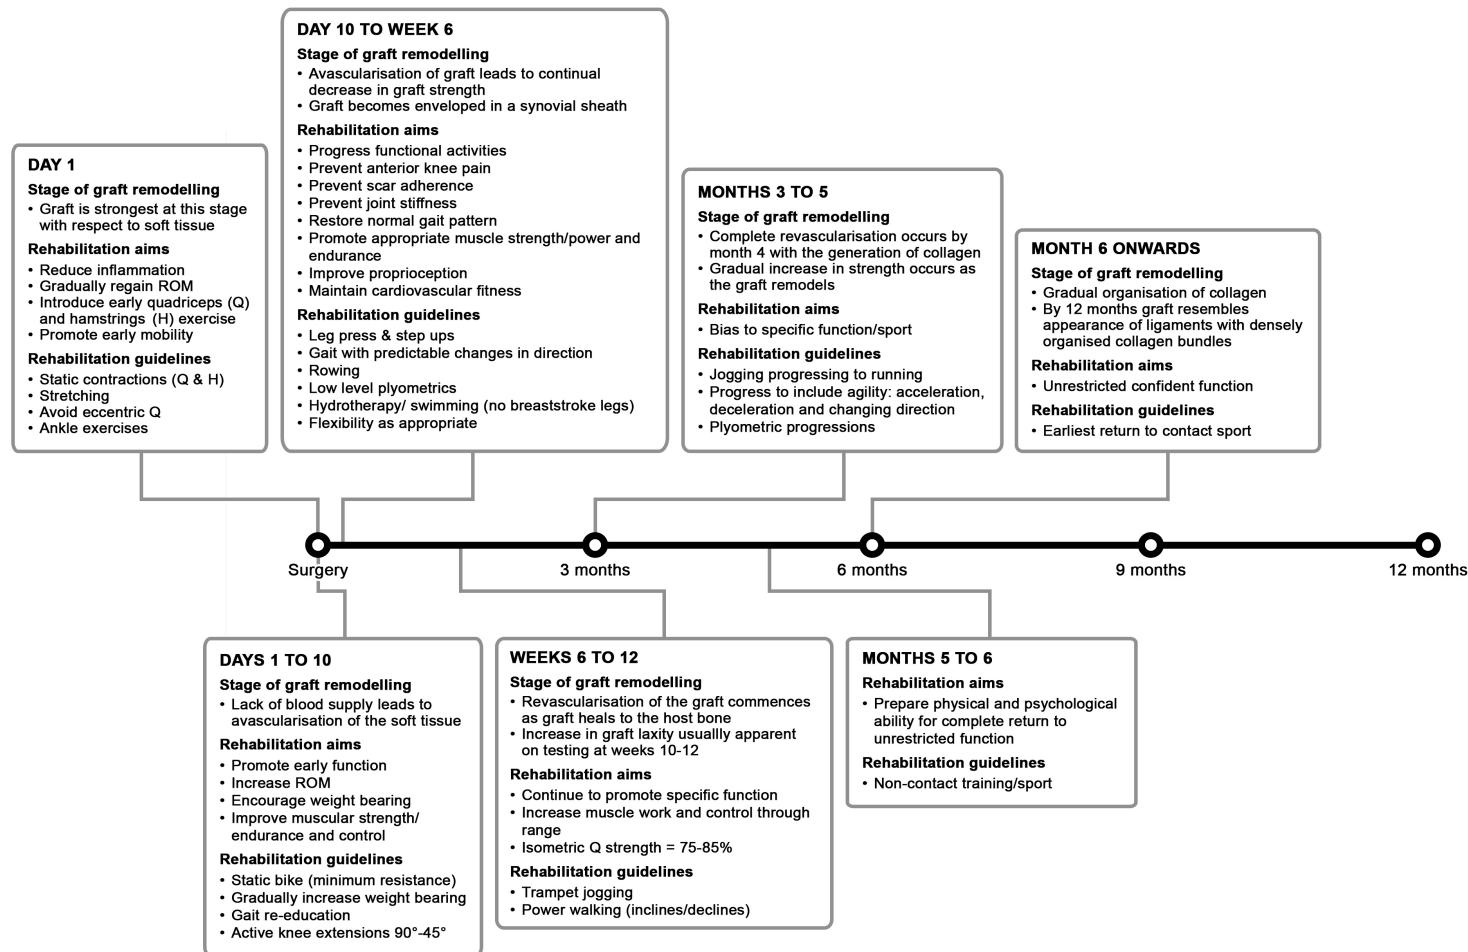 DAY 1
Stage of graft remodelling
• Graft is strongest at this stage
with respect to soft tissue
Rehabilitation aims
• Reduce inflammation
• Gradually regain ROM
• Introduce early quadriceps (Q)
and hamstrings (H) exercise
• Promote early mobility
Rehabilitation guidelines
• Static contractions (Q & H)
• Stretching
• Avoid eccentric Q
• Ankle exercises
DAY 10 TO WEEK 6
Stage of graft remodelling
• Avascularisation of graft leads to continual
decrease in graft strength
• Graft becomes enveloped in a synovial sheath
Rehabilitation aims
• Progress functional activities
• Prevent anterior knee pain
• Prevent scar adherence
• Prevent joint stiffness
• Restore normal gait pattern
• Promote appropriate muscle strength/power and
endurance
• Improve proprioception
• Maintain cardiovascular fitness
Rehabilitation guidelines
• Leg press & step ups
• Gait with predictable changes in direction
• Rowing
• Low level plyometrics
• Hydrotherapy/ swimming (no breaststroke legs)
• Flexibility as appropriate
MONTHS 3 TO 5
Stage of graft remodelling
• Complete revascularisation occurs by
month 4 with the generation of collagen
• Gradual increase in strength occurs as
the graft remodels
Rehabilitation aims
• Bias to specific function/sport
Rehabilitation guidelines
• Jogging progressing to running
• Progress to include agility: acceleration,
deceleration and changing direction
• Plyometric progressions
MONTH 6 ONWARDS
Stage of graft remodelling
• Gradual organisation of collagen
• By 12 months graft resembles
appearance of ligaments with densely
organised collagen bundles
Rehabilitation aims
• Unrestricted confident function
Rehabilitation guidelines
• Earliest return to contact sport
Surgery
3 months
6 months
9 months
12 months
DAYS 1 TO 10
Stage of graft remodelling
• Lack of blood supply leads to
avascularisation of the soft tissue
Rehabilitation aims
• Promote early function
• Increase ROM
• Encourage weight bearing
• Improve muscular strength/
endurance and control
Rehabilitation guidelines
• Static bike (minimum resistance)
• Gradually increase weight bearing
• Gait re-education
• Active knee extensions 90°-45°
WEEKS 6 TO 12
Stage of graft remodelling
• Revascularisation of the graft commences
as graft heals to the host bone
• Increase in graft laxity usuallly apparent
on testing at weeks 10-12
Rehabilitation aims
• Continue to promote specific function
• Increase muscle work and control through
range
• Isometric Q strength = 75-85%
Rehabilitation guidelines
• Trampet jogging
• Power walking (inclines/declines)
MONTHS 5 TO 6
Rehabilitation aims
• Prepare physical and psychological
ability for complete return to
unrestricted function
Rehabilitation guidelines
• Non-contact training/sport